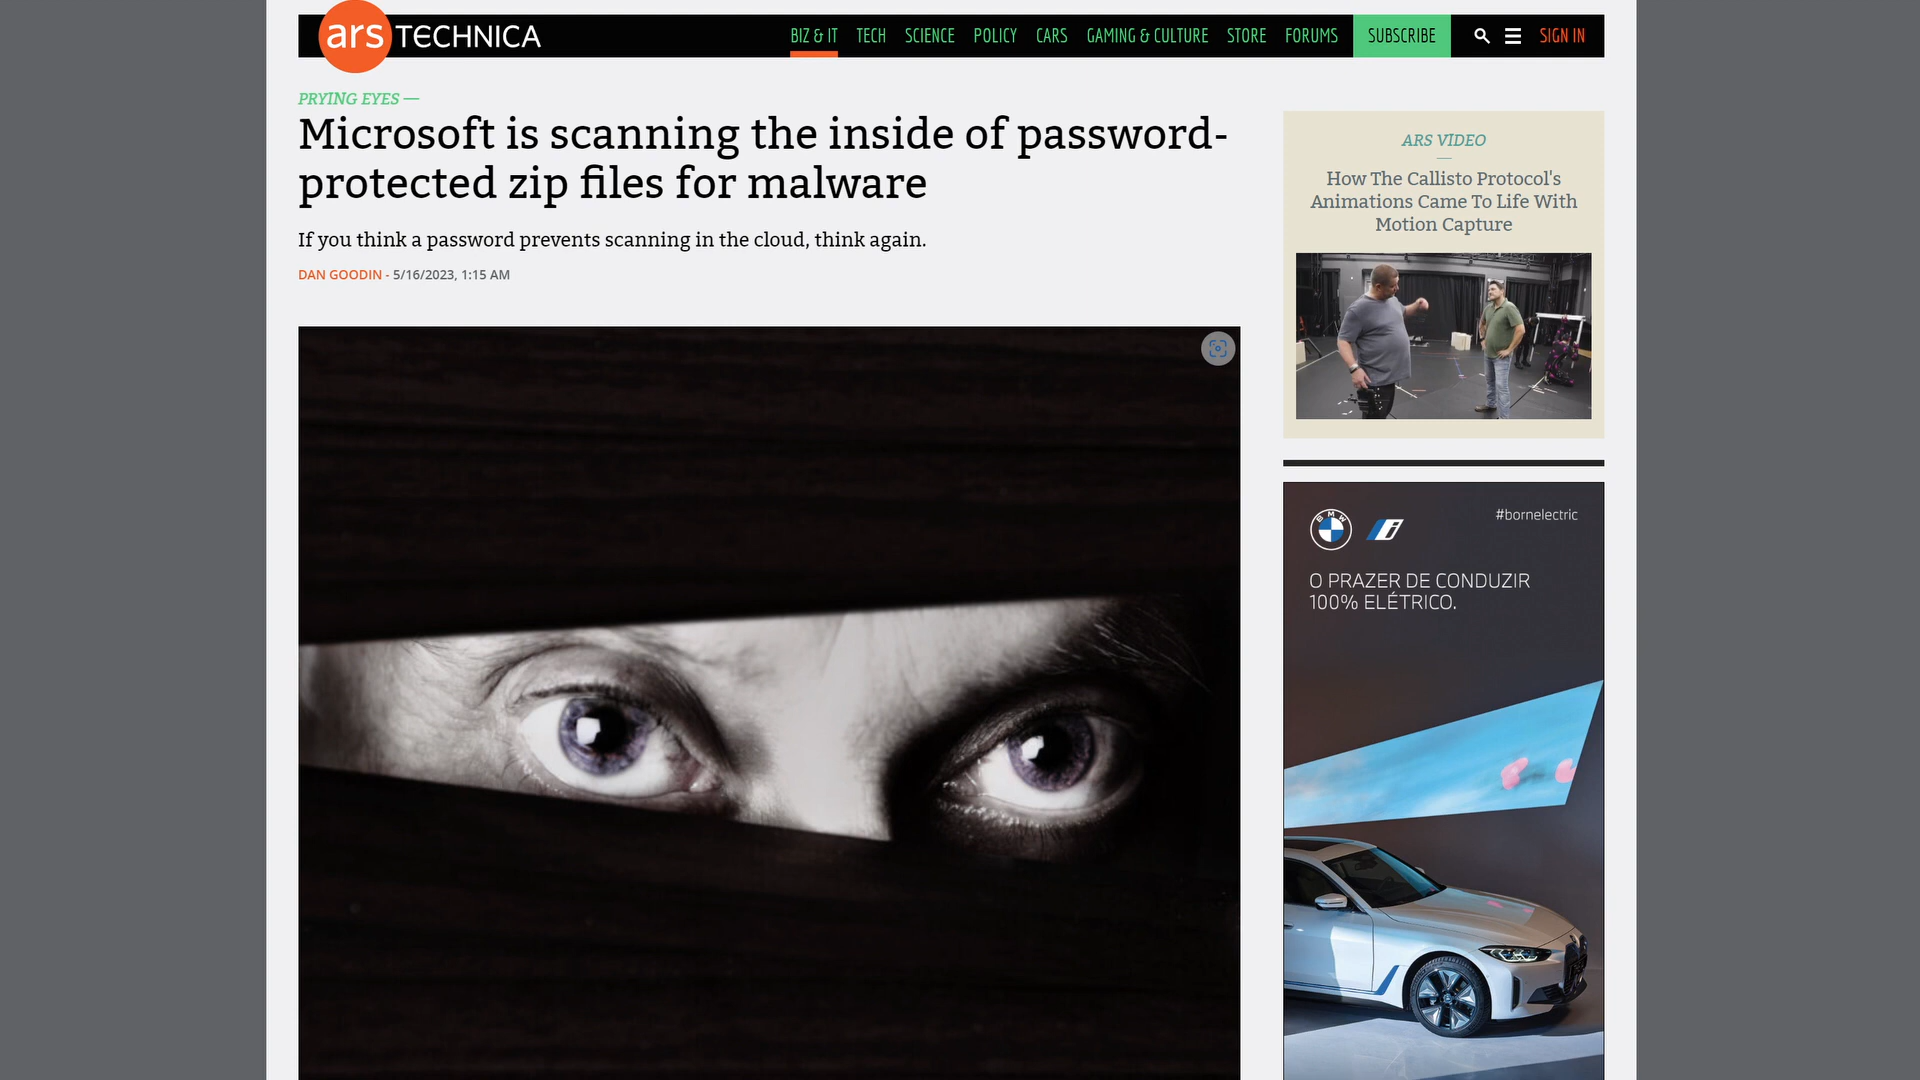 ars TECHNICA
BIZ & IT TECH SCIENCE POLICY CARS GAMING & CULTURE STORE FORUMS SUBSCRIBE SIGN IN
PRYING EYES —
Microsoft is scanning the inside of password-
protected zip files for malware
If you think a password prevents scanning in the cloud, think again.
DAN GOODIN - 5/16/2023, 1:15 AM
ARS VIDEO
How The Callisto Protocol's
Animations Came To Life With
Motion Capture
BMW i
#bornelectric
O PRAZER DE CONDUZIR
100% ELÉTRICO.